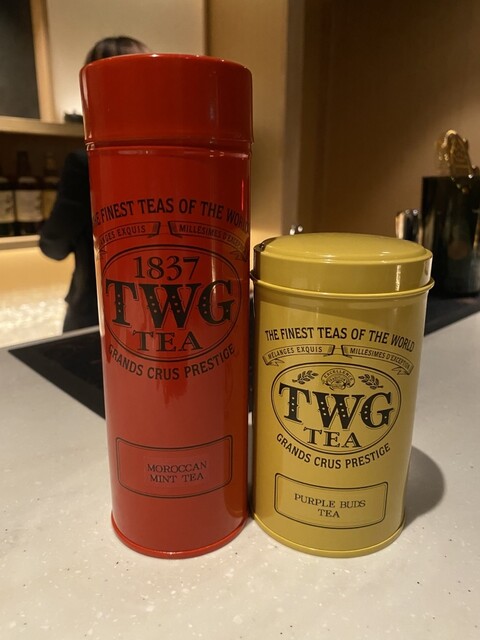 THE FINEST TEAS OF THE WORLD
MÉLANGES EXQUIS MILLÉSIMES D'EXCEPTION
1837
TWG
TEA
GRANDS CRUS PRESTIGE
MOROCCAN
MINT TEA
THE FINEST TEAS OF THE WORLD
MÉLANGES EXQUIS MILLÉSIMES D'EXCEPTION
TWG
TEA
GRANDS CRUS PRESTIGE
PURPLE BUDS
TEA